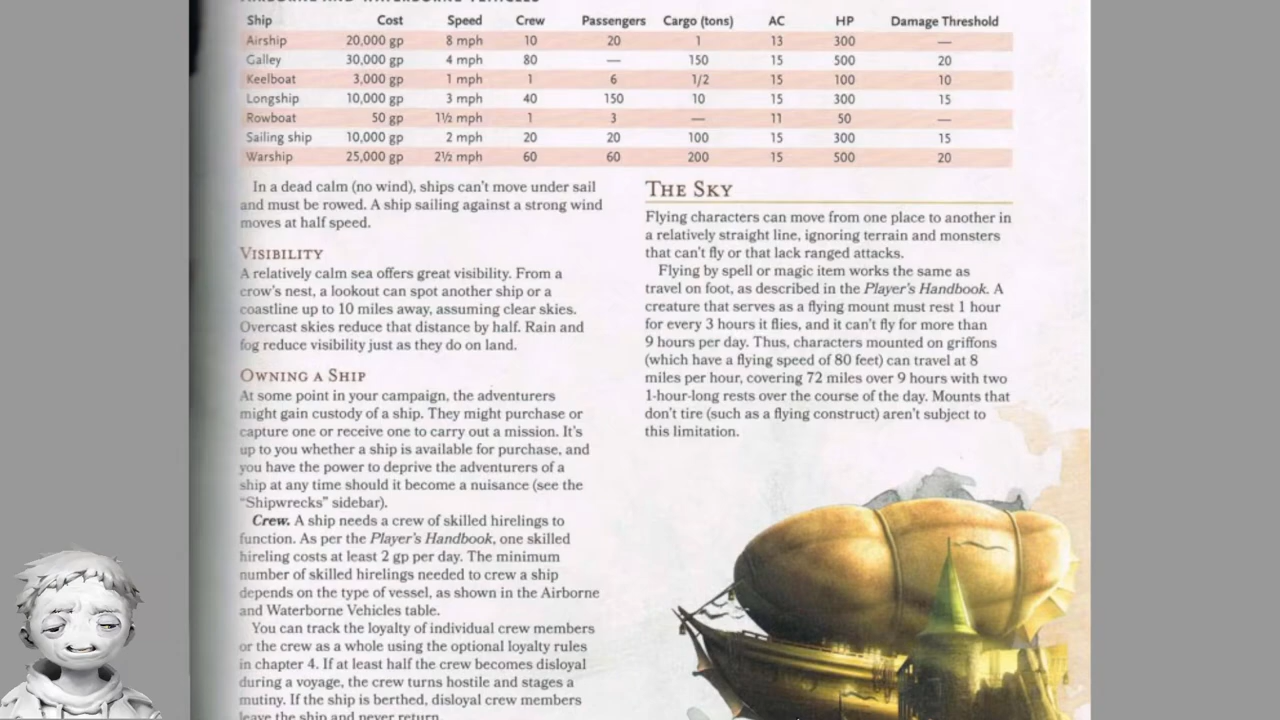 Ship Cost Speed Crew Passengers Cargo (tons) AC HP Damage Threshold
Airship 20,000 gp 8 mph 10 20 1 13 300 —
Galley 30,000 gp 4 mph 80 — 150 15 500 20
Keelboat 3,000 gp 1 mph 1 6 1/2 15 100 10
Longship 10,000 gp 3 mph 40 150 10 15 300 15
Rowboat 50 gp 1½ mph 1 3 — 11 50 —
Sailing ship 10,000 gp 2 mph 20 20 100 15 300 15
Warship 25,000 gp 2½ mph 60 60 200 15 500 20
In a dead calm (no wind), ships can't move under sail
and must be rowed. A ship sailing against a strong wind
moves at half speed.
Visibility
A relatively calm sea offers great visibility. From a
crow's nest, a lookout can spot another ship or a
coastline up to 10 miles away, assuming clear skies.
Overcast skies reduce that distance by half. Rain and
fog reduce visibility just as they do on land.
Owning a Ship
At some point in your campaign, the adventurers
might gain custody of a ship. They might purchase or
capture one or receive one to carry out a mission. It's
up to you whether a ship is available for purchase, and
you have the power to deprive the adventurers of a
ship at any time should it become a nuisance (see the
"Shipwrecks" sidebar).
Crew. A ship needs a crew of skilled hirelings to
function. As per the Player's Handbook, one skilled
hireling costs at least 2 gp per day. The minimum
number of skilled hirelings needed to crew a ship
depends on the type of vessel, as shown in the Airborne
and Waterborne Vehicles table.
You can track the loyalty of individual crew members
or the crew as a whole using the optional loyalty rules
in chapter 4. If at least half the crew becomes disloyal
during a voyage, the crew turns hostile and stages a
mutiny. If the ship is berthed, disloyal crew members
leave the ship and never return.
The Sky
Flying characters can move from one place to another in
a relatively straight line, ignoring terrain and monsters
that can't fly or that lack ranged attacks.
Flying by spell or magic item works the same as
travel on foot, as described in the Player's Handbook. A
creature that serves as a flying mount must rest 1 hour
for every 3 hours it flies, and it can't fly for more than
9 hours per day. Thus, characters mounted on griffons
(which have a flying speed of 80 feet) can travel at 8
miles per hour, covering 72 miles over 9 hours with two
1-hour-long rests over the course of the day. Mounts that
don't tire (such as a flying construct) aren't subject to
this limitation.